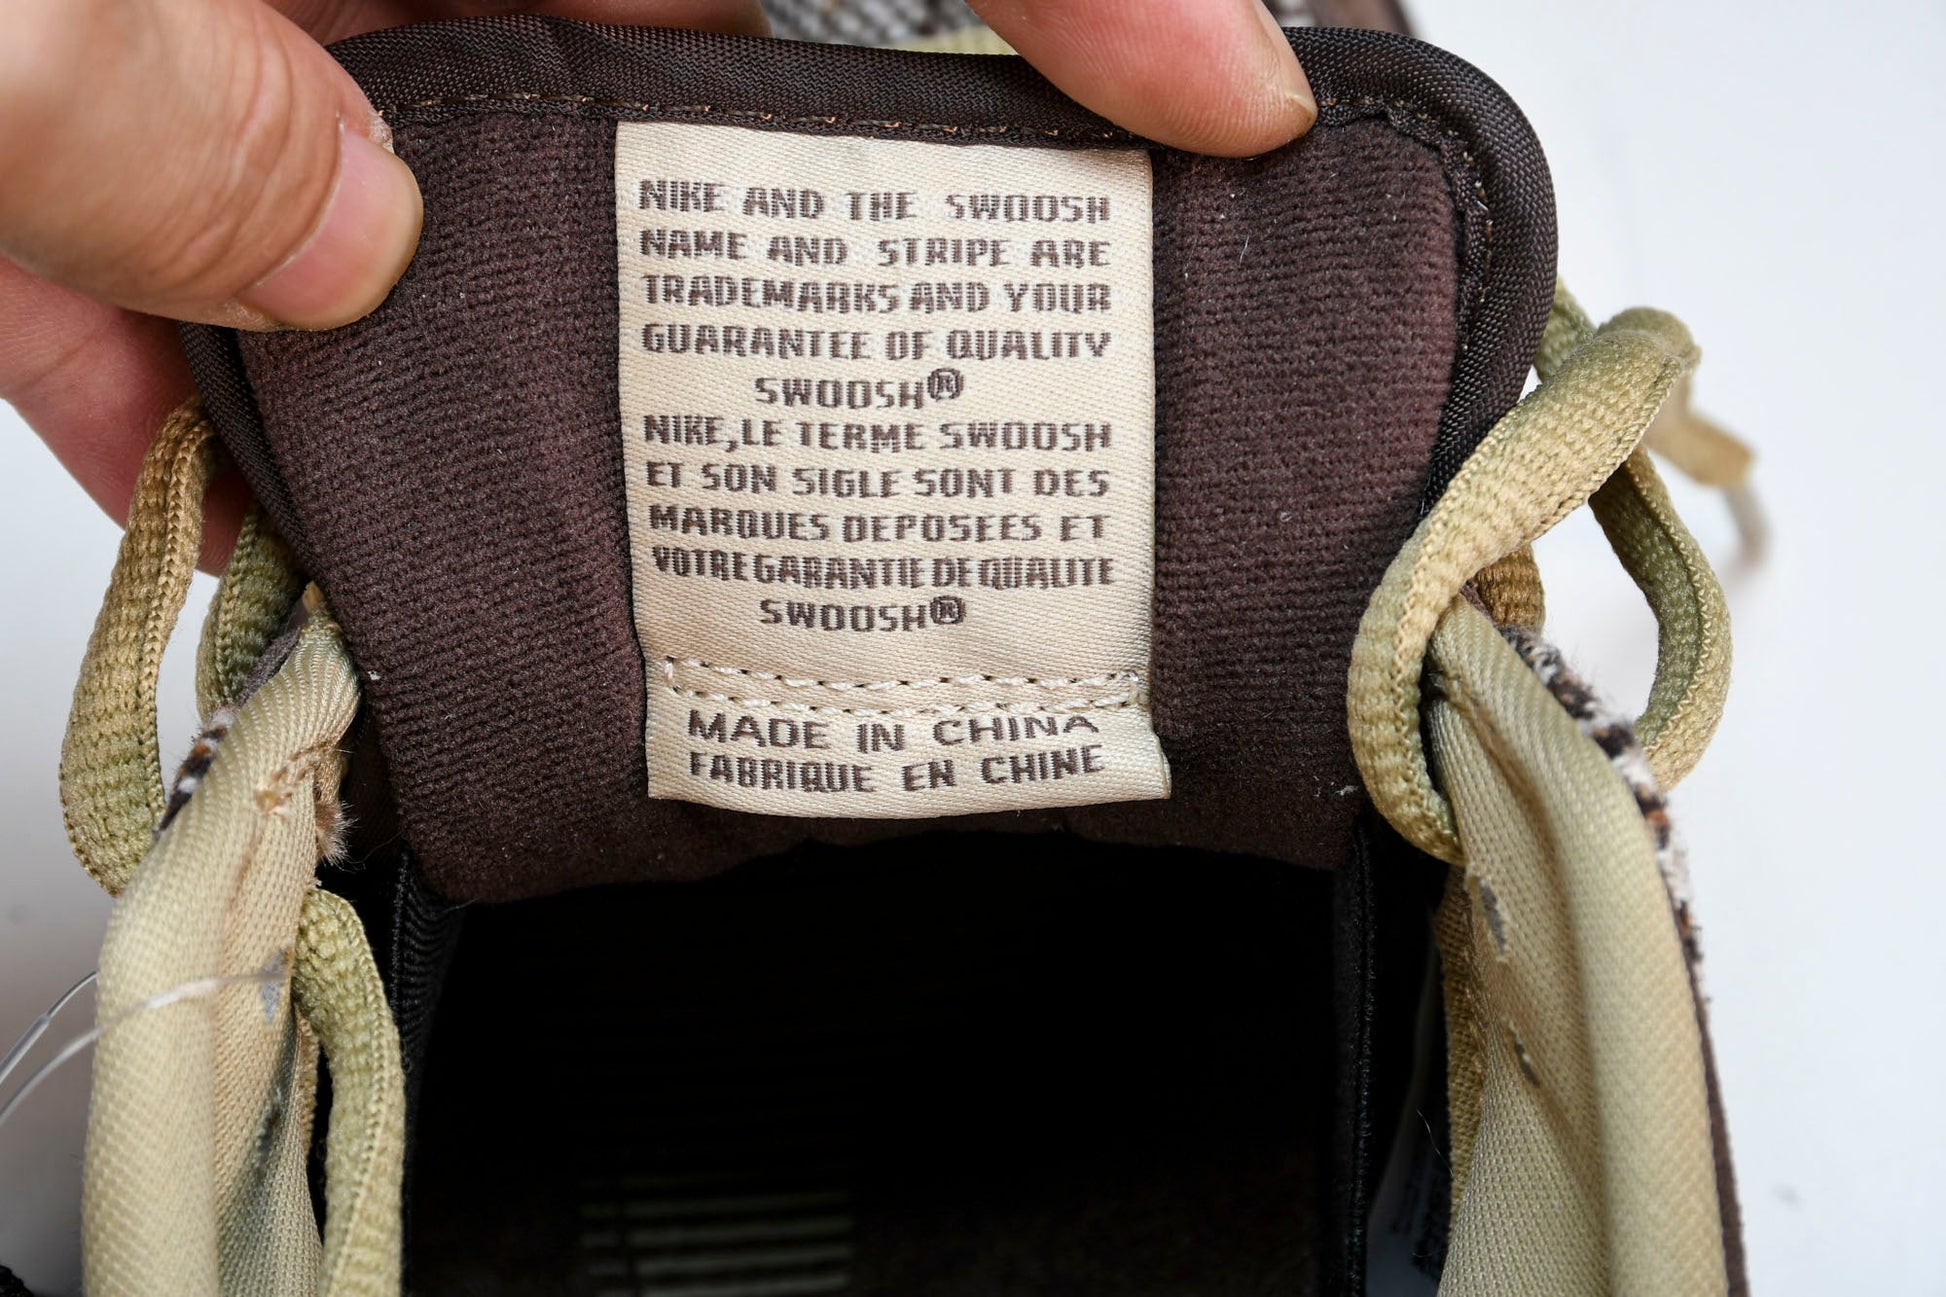 NIKE AND THE SWOOSH
NAME AND STRIPE ARE
TRADEMARKS AND YOUR
GUARANTEE OF QUALITY
SWOOSH®
NIKE, LE TERME SWOOSH
ET SON SIGLE SONT DES
MARQUES DEPOSEES ET
VOTRE GARANTIE DE QUALITE
SWOOSH®
MADE IN CHINA
FABRIQUE EN CHINE